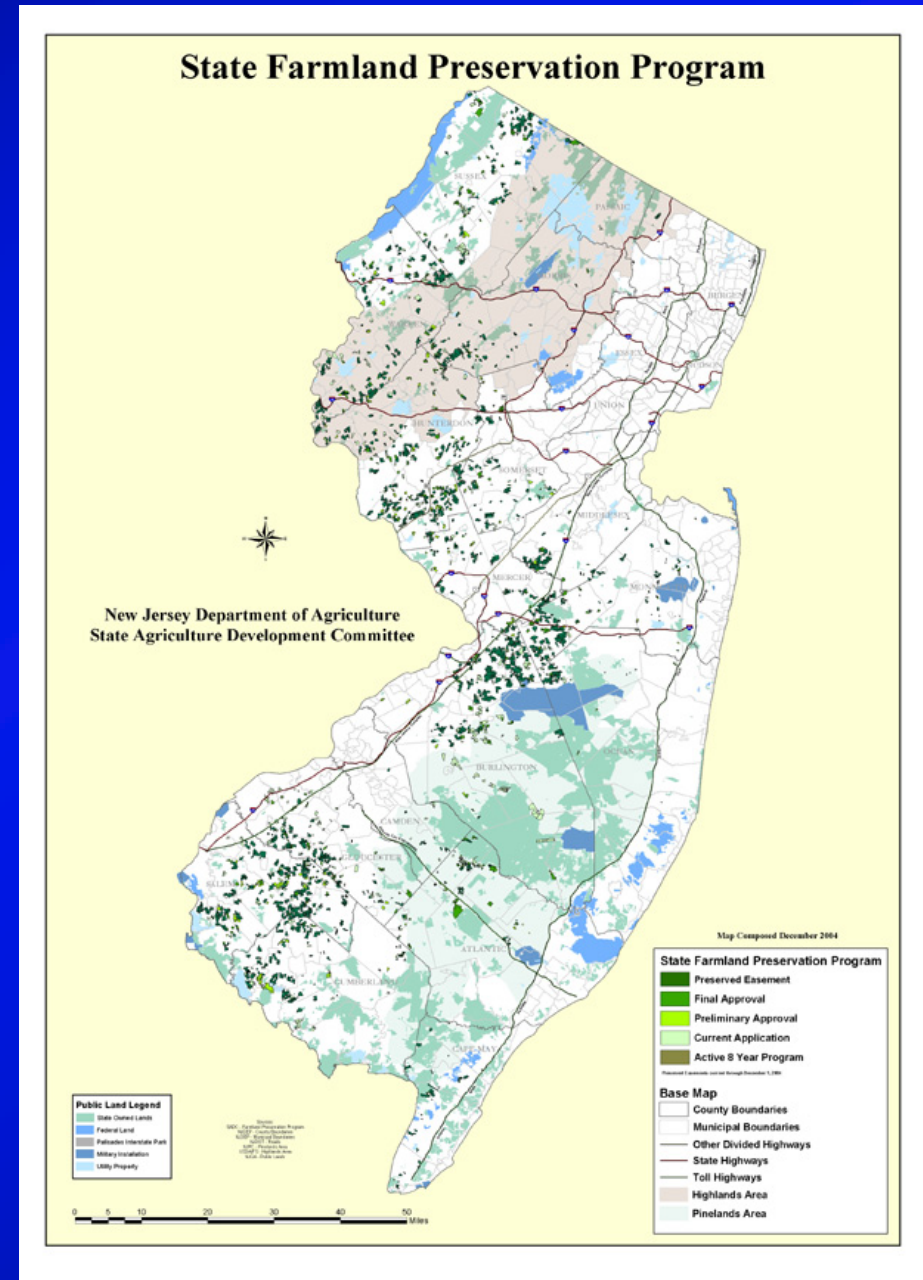 State Farmland Preservation Program
SUSSEX
PASSAIC
BERGEN
ESSEX
HUDSON
UNION
HUNTERDON
SOMERSET
MIDDLESEX
MERCER
New Jersey Department of Agriculture
State Agriculture Development Committee
OCEAN
BURLINGTON
CAMDEN
GLOUCESTER
SALEM
ATLANTIC
CUMBERLAND
CAPE MAY
Map Composed December 2004
State Farmland Preservation Program
Preserved Easement
Final Approval
Preliminary Approval
Current Application
Active 8 Year Program
Base Map
County Boundaries
Municipal Boundaries
Other Divided Highways
State Highways
Toll Highways
Highlands Area
Pinelands Area
Public Land Legend
State Owned Lands
Federal Land
Palisades Interstate Park
Military Installation
Utility Property
0 5 10 20 30 40 50
Miles